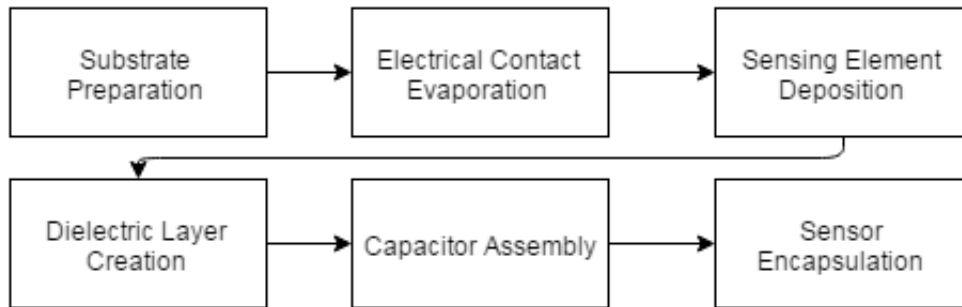 Substrate
Preparation
Electrical Contact
Evaporation
Sensing Element
Deposition
Dielectric Layer
Creation
Capacitor Assembly
Sensor
Encapsulation